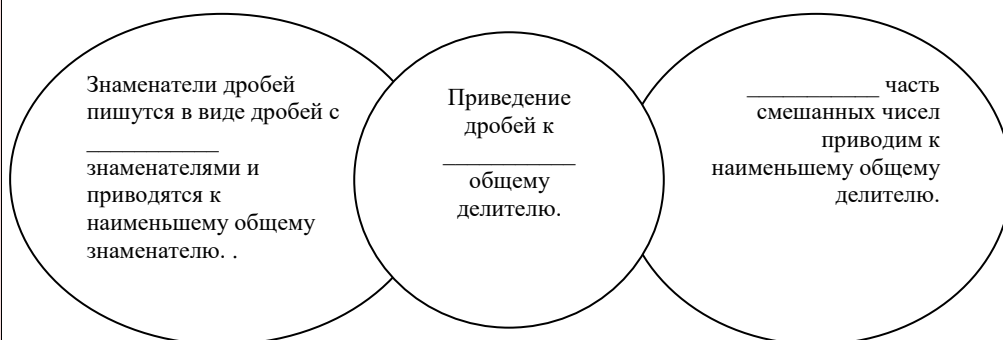 Знаменатели дробей
пишутся в виде дробей с
___________
знаменателями и
приводятся к
наименьшему общему
знаменателю. .
Приведение
дробей к
___________
общему
делителю.
___________ часть
смешанных чисел
приводим к
наименьшему общему
делителю.